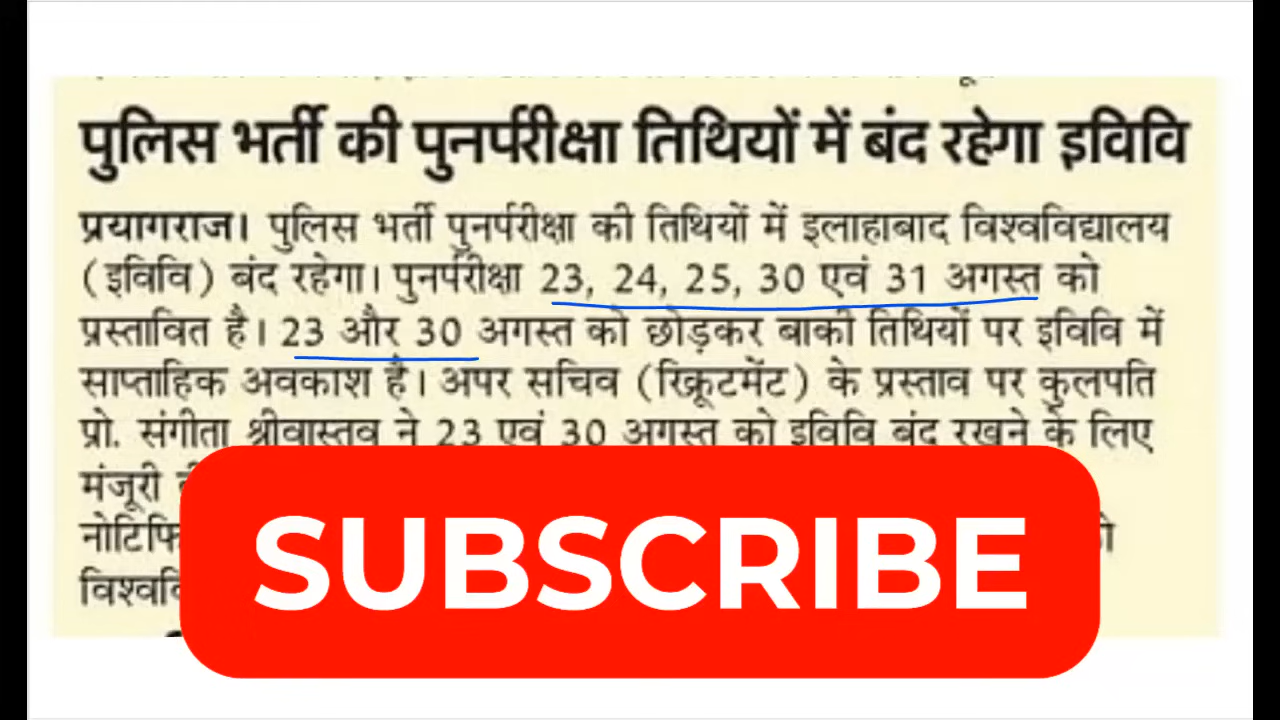 पुलिस भर्ती की पुनर्परीक्षा तिथियों में बंद रहेगा इविवि
प्रयागराज। पुलिस भर्ती पुनर्परीक्षा की तिथियों में इलाहाबाद विश्वविद्यालय
(इविवि) बंद रहेगा। पुनर्परीक्षा 23, 24, 25, 30 एवं 31 अगस्त को
प्रस्तावित है। 23 और 30 अगस्त को छोड़कर बाकी तिथियों पर इविवि में
साप्ताहिक अवकाश है। अपर सचिव (रिक्रूटमेंट) के प्रस्ताव पर कुलपति
प्रो. संगीता श्रीवास्तव ने 23 एवं 30 अगस्त को इविवि बंद रखने के लिए
मंजूरी
SUBSCRIBE